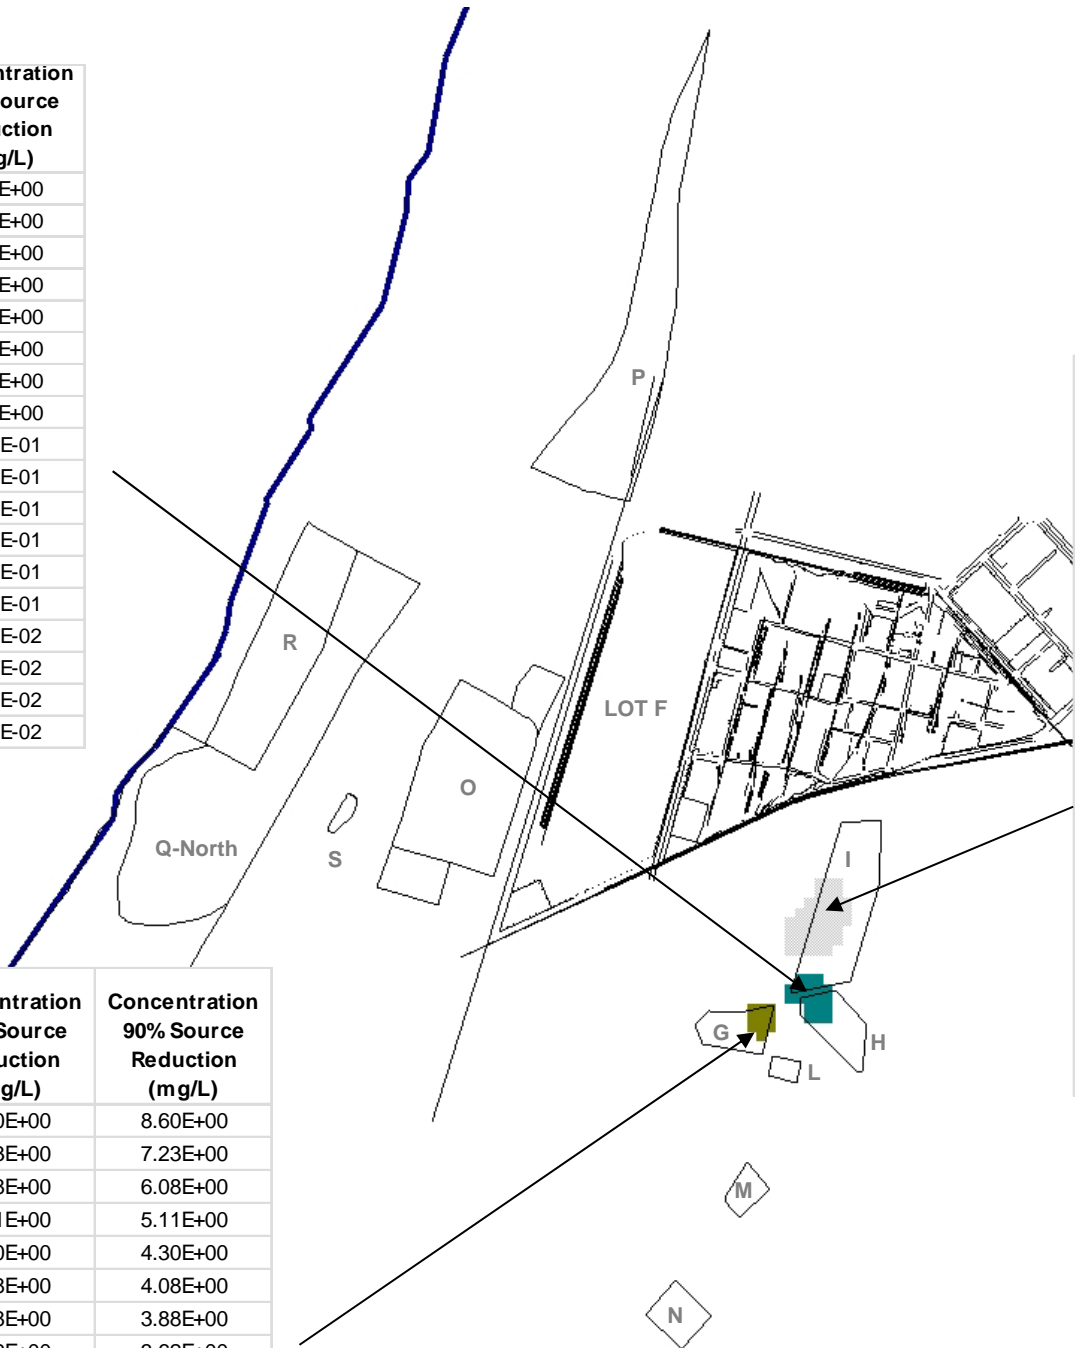 ntration
ource
ction
g/L)
E+00
E+00
E+00
E+00
E+00
E+00
E+00
E+00
E-01
E-01
E-01
E-01
E-01
E-01
E-02
E-02
E-02
E-02
P
R
LOT F
O
Q-North
S
I
G
H
L
M
N
ntration Concentration
Source 90% Source
uction Reduction
g/L) (mg/L)
0E+00 8.60E+00
3E+00 7.23E+00
3E+00 6.08E+00
1E+00 5.11E+00
0E+00 4.30E+00
3E+00 4.08E+00
3E+00 3.88E+00